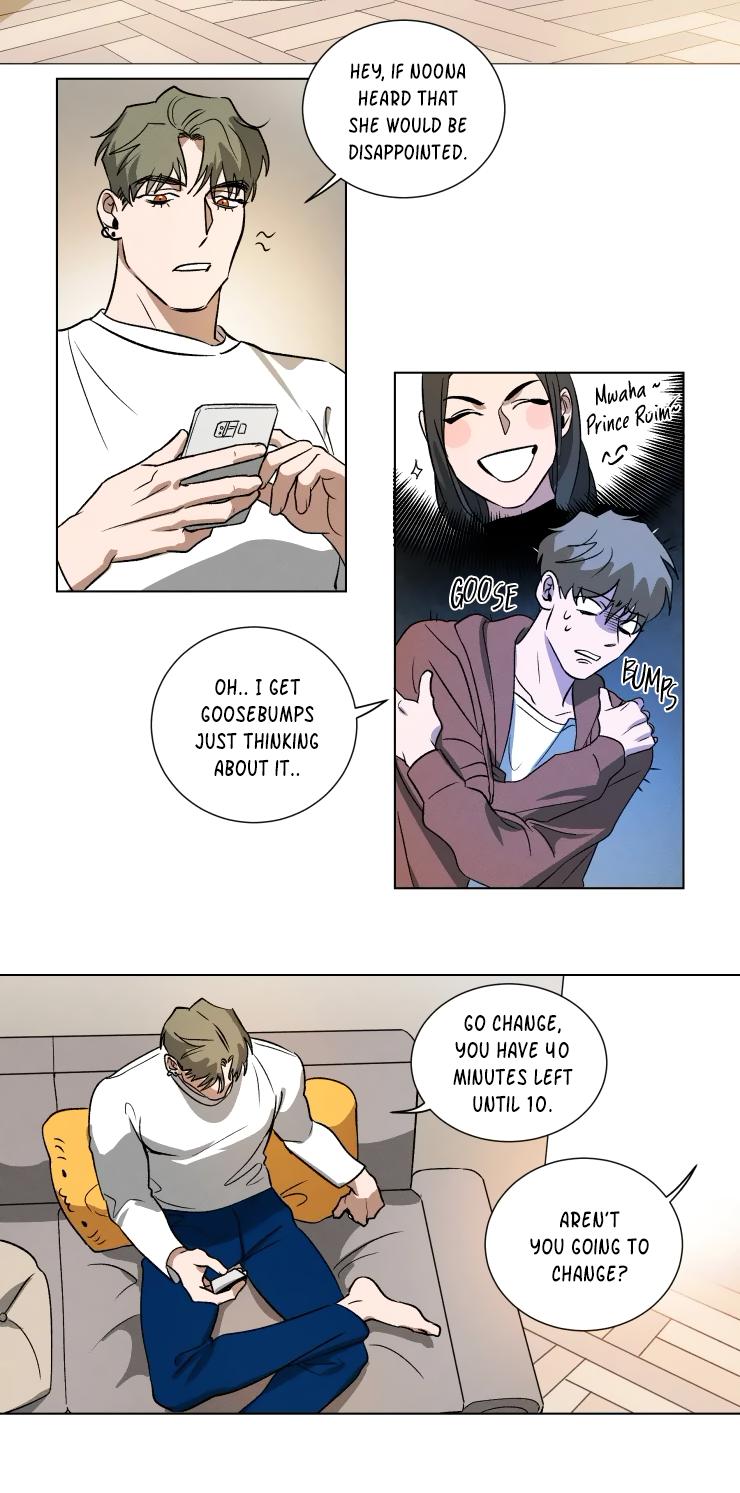 HEY, IF NOONA
HEARD THAT
SHE WOULD BE
DISAPPOINTED.
Mwaha ~
Prince Ruim~
GOOSE
BUMPS
OH.. I GET
GOOSEBUMPS
JUST THINKING
ABOUT IT..
GO CHANGE,
YOU HAVE 40
MINUTES LEFT
UNTIL 10.
AREN'T
YOU GOING TO
CHANGE?